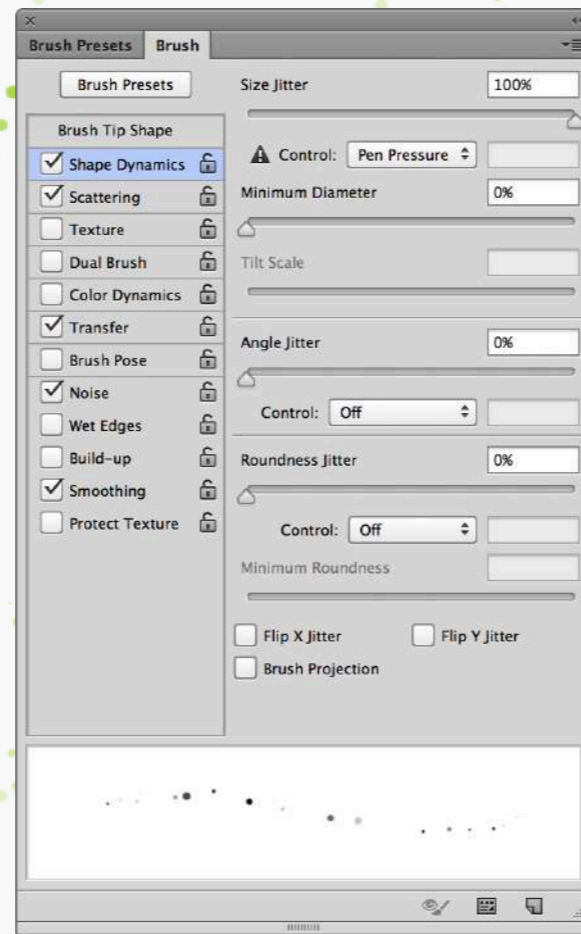 Brush Presets
Brush
Brush Presets
Brush Tip Shape
Shape Dynamics
Scattering
Texture
Dual Brush
Color Dynamics
Transfer
Brush Pose
Noise
Wet Edges
Build-up
Smoothing
Protect Texture
Size Jitter
100%
Control: Pen Pressure
Minimum Diameter
0%
Tilt Scale
Angle Jitter
0%
Control: Off
Roundness Jitter
0%
Control: Off
Minimum Roundness
Flip X Jitter
Flip Y Jitter
Brush Projection